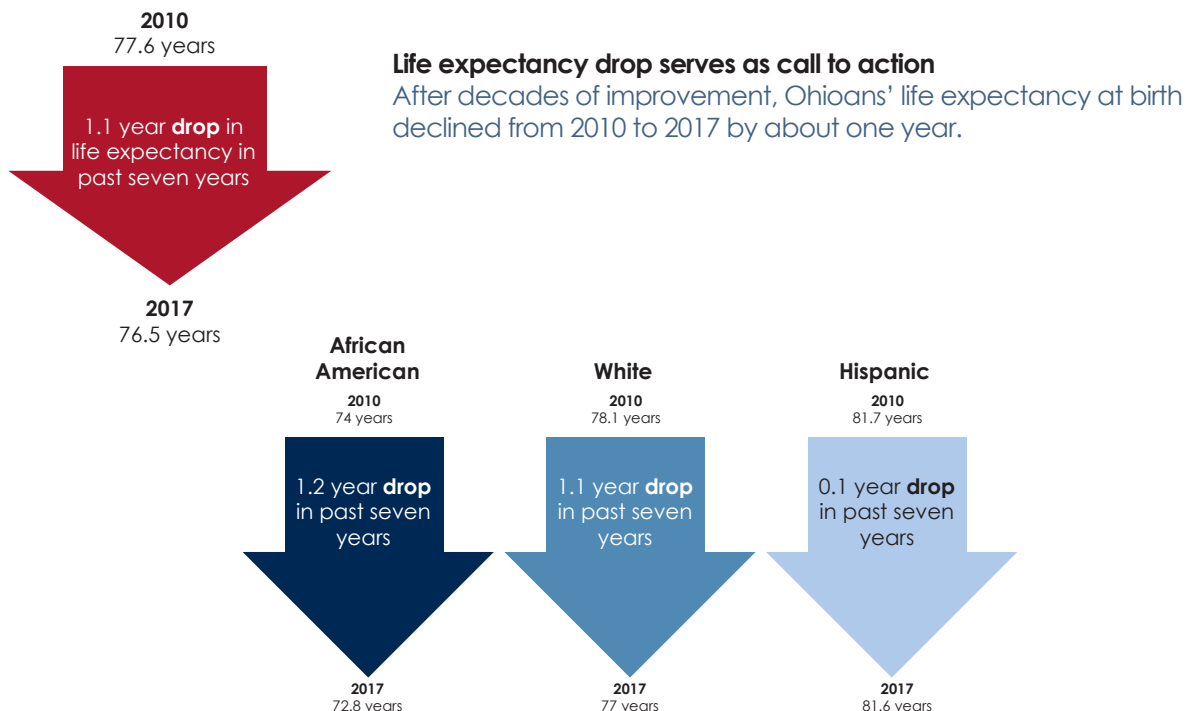 2010
77.6 years
1.1 year drop in
life expectancy in
past seven years
2017
76.5 years
Life expectancy drop serves as call to action
After decades of improvement, Ohioans’ life expectancy at birth
declined from 2010 to 2017 by about one year.
African
American
2010
74 years
1.2 year drop
in past seven
years
2017
72.8 years
White
2010
78.1 years
1.1 year drop
in past seven
years
2017
77 years
Hispanic
2010
81.7 years
0.1 year drop
in past seven
years
2017
81.6 years